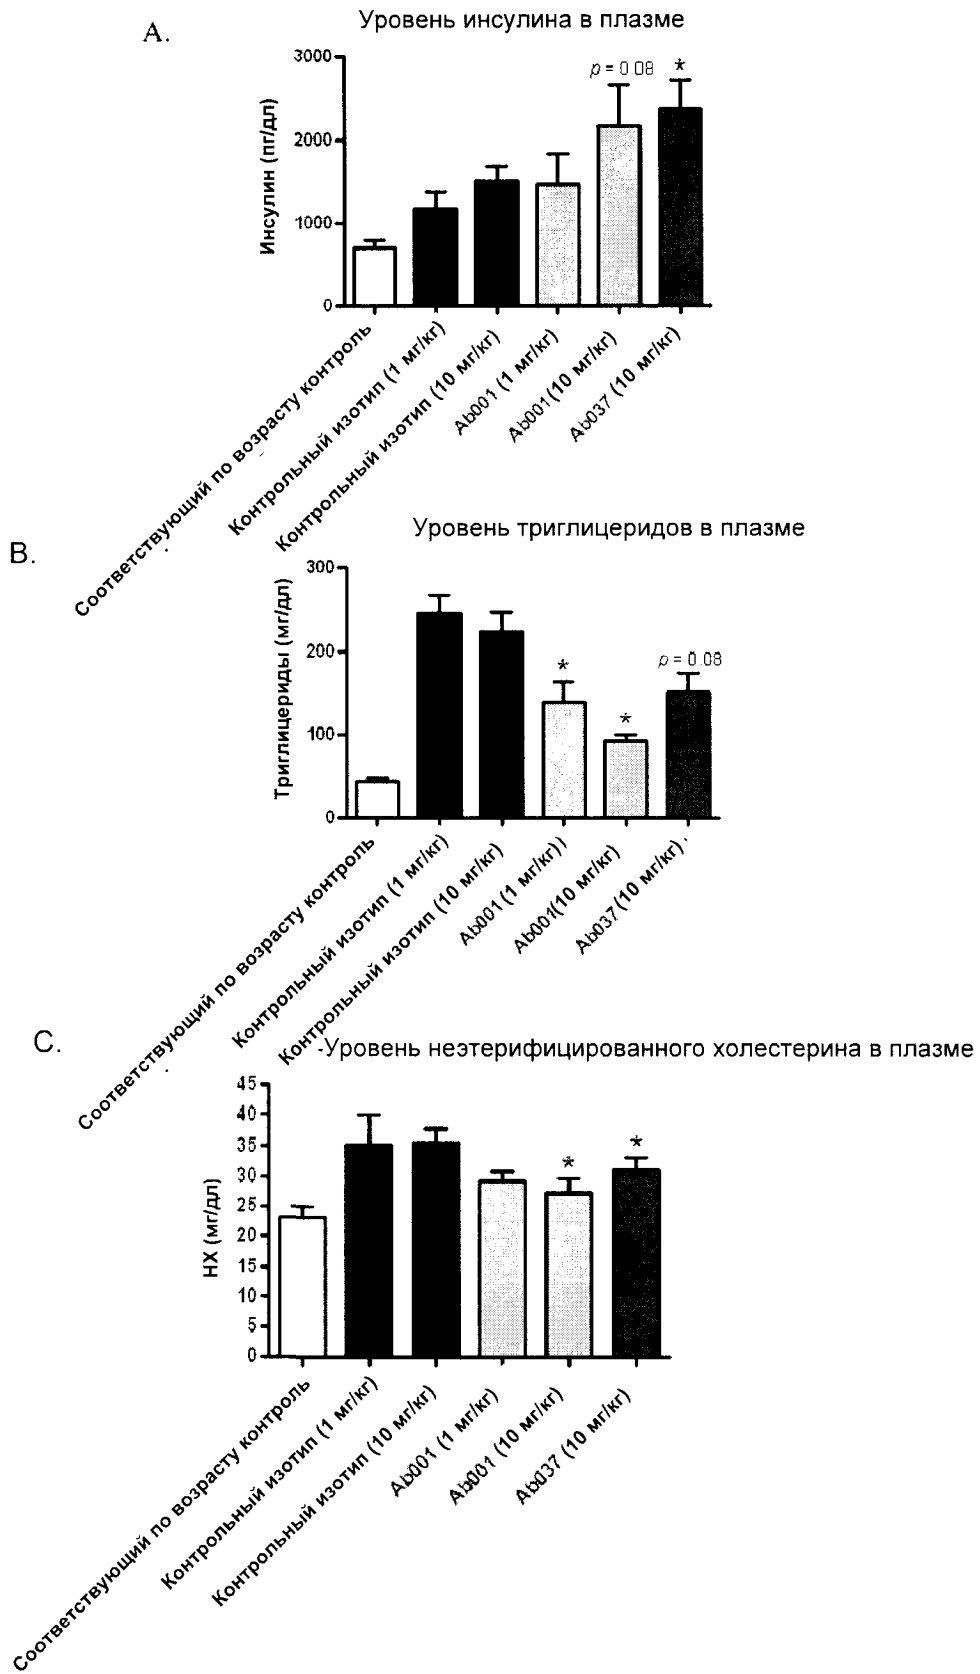 A.
Уровень инсулина в плазме
Инсулин (пг/дл)
3000
2000
1000
0
p = 0.08
*
Соответствующий по возрасту контроль
Контрольный изотип (1 мг/кг)
Контрольный изотип (10 мг/кг)
Ab001 (1 мг/кг)
Ab001 (10 мг/кг)
Ab037 (10 мг/кг)
B.
Уровень триглицеридов в плазме
Триглицериды (мг/дл)
300
200
100
0
*
*
p = 0.08
Соответствующий по возрасту контроль
Контрольный изотип (1 мг/кг)
Контрольный изотип (10 мг/кг)
Ab001 (1 мг/кг))
Ab001(10 мг/кг)
Ab037 (10 мг/кг).
C.
-Уровень неэтерифицированного холестерина в плазме
НХ (мг/дл)
45
40
35
30
25
20
15
10
5
0
*
*
Соответствующий по возрасту контроль
Контрольный изотип (1 мг/кг)
Контрольный изотип (10 мг/кг)
Ab001 (1 мг/кг)
Ab001 (10 мг/кг)
Ab037 (10 мг/кг)